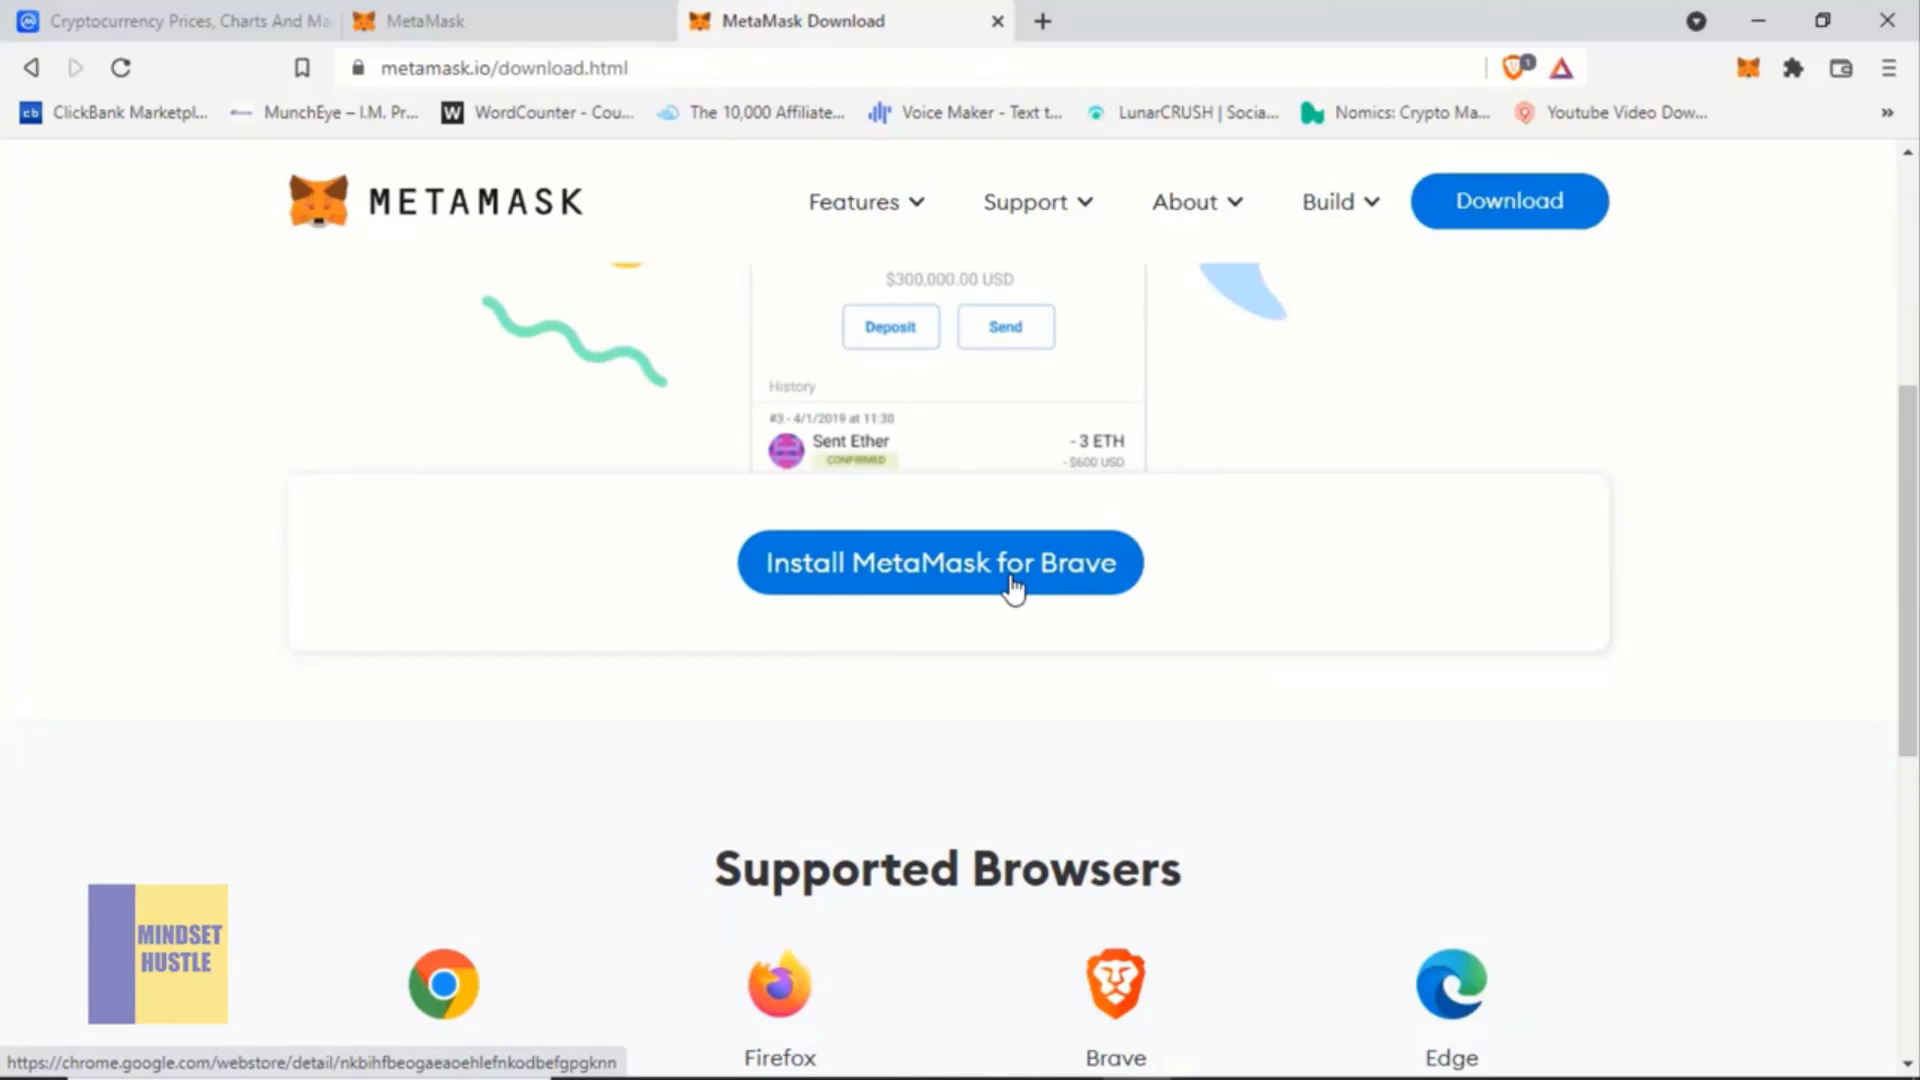 Cryptocurrency Prices, Charts And Ma
MetaMask
MetaMask Download
metamask.io/download.html
1
cb ClickBank Marketpl...
MunchEye – I.M. Pr...
W WordCounter - Cou...
The 10,000 Affiliate...
Voice Maker - Text t...
LunarCRUSH | Socia...
Nomics: Crypto Ma...
Youtube Video Dow...
»
METAMASK
Features
Support
About
Build
Download
$300,000.00 USD
Deposit
Send
History
#3 - 4/1/2019 at 11:30
Sent Ether
- 3 ETH
CONFIRMED
- $600 USD
Install MetaMask for Brave
Supported Browsers
MINDSET
HUSTLE
Firefox
Brave
Edge
https://chrome.google.com/webstore/detail/nkbihfbeogaeaoehlefnkodbefgpgknn